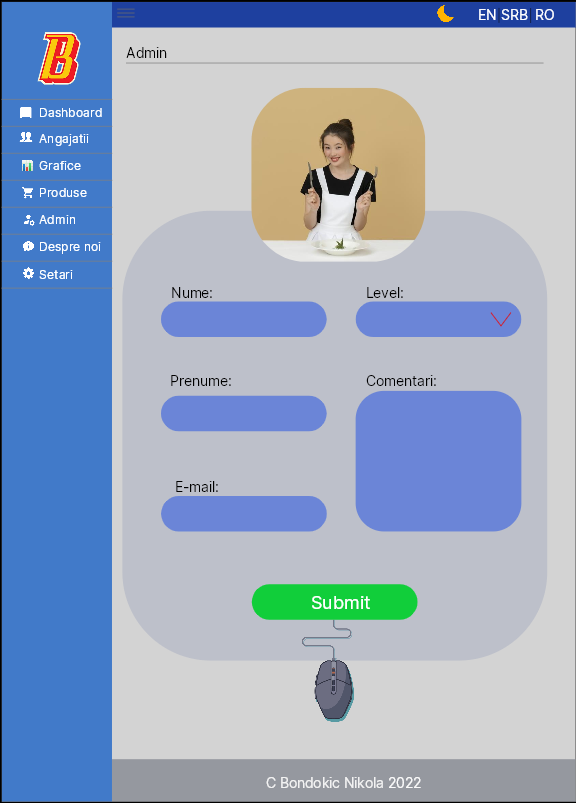 B
EN SRB RO
Dashboard
Angajatii
Grafice
Produse
Admin
Despre noi
Setari
Admin
Nume:
Level:
Prenume:
Comentari:
E-mail:
Submit
C Bondokic Nikola 2022